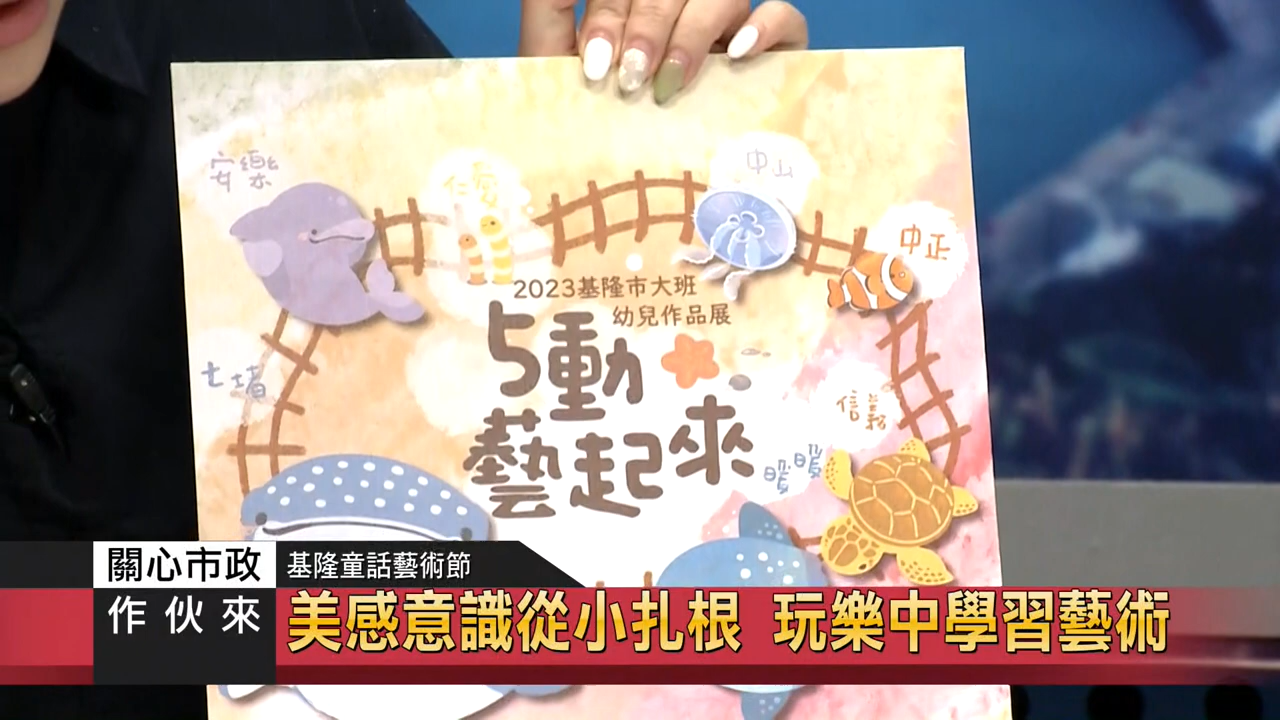 安樂
仁愛
中山
中正
2023基隆市大班
幼兒作品展
5動
藝起來
七堵
信義
暖暖
關心市政
基隆童話藝術節
作伙來
美感意識從小扎根 玩樂中學習藝術